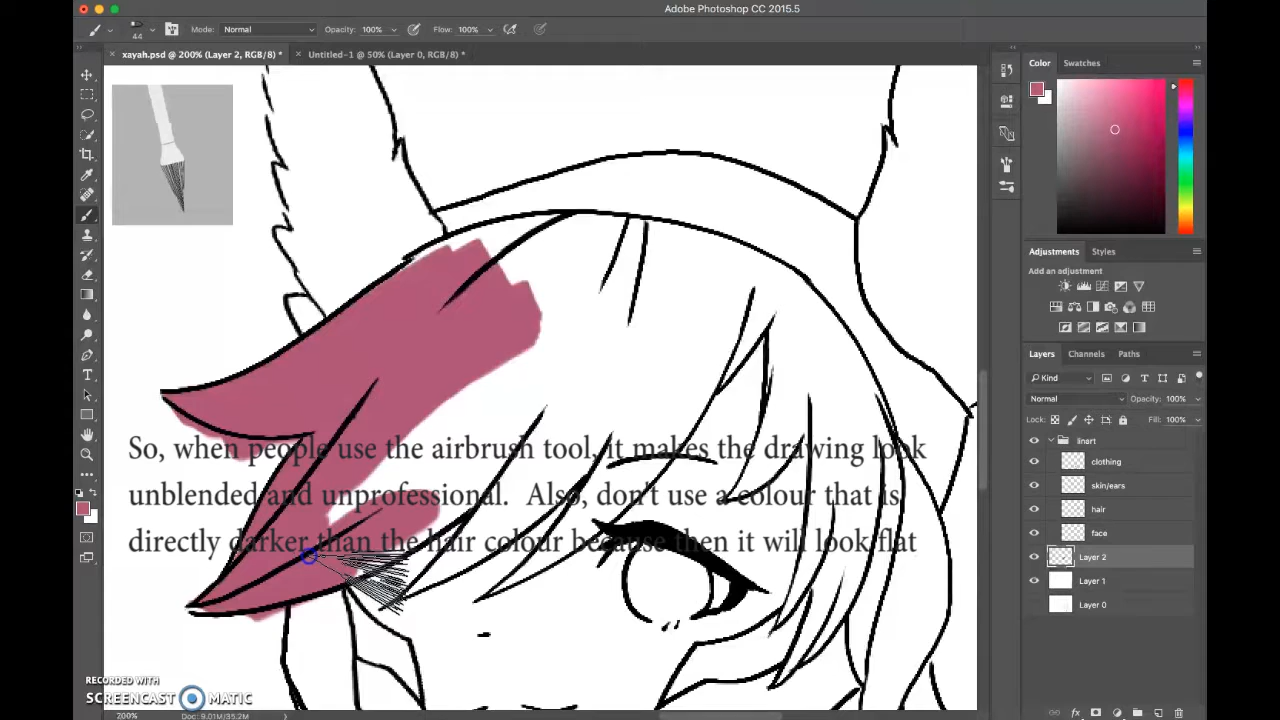 Adobe Photoshop CC 2015.5
44
Mode: Normal
Opacity: 100%
Flow: 100%
xayah.psd @ 200% (Layer 2, RGB/8) *
Untitled-1 @ 50% (Layer 0, RGB/8) *
Color
Swatches
Adjustments
Styles
Add an adjustment
Layers
Channels
Paths
Kind
Normal
Opacity: 100%
Lock:
Fill: 100%
linart
clothing
skin/ears
hair
face
Layer 2
Layer 1
Layer 0
So, when people use the airbrush tool, it makes the drawing look
unblended and unprofessional. Also, don't use a colour that is
directly darker than the hair colour because then it will look flat
RECORDED WITH
SCREENCAST MATIC
200%
Doc: 9.01M/35.2M